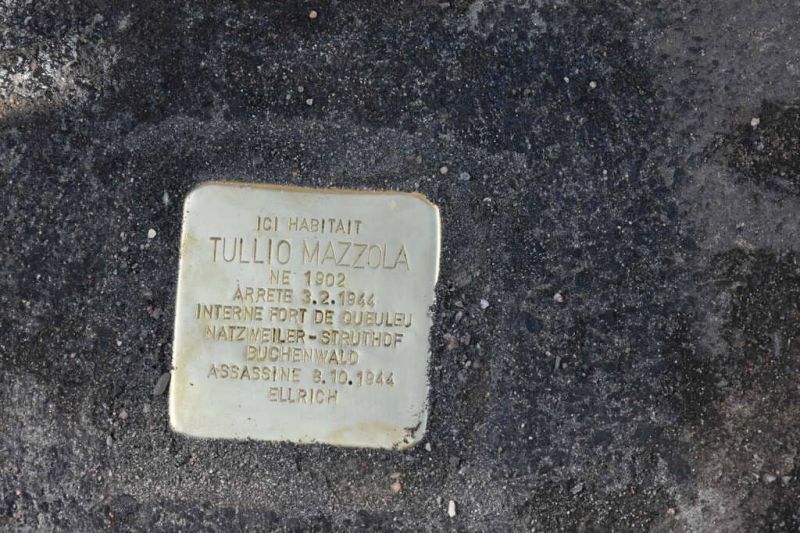 ICI HABITAIT
TULLIO MAZZOLA
NE 1902
ARRETE 3.2.1944
INTERNE FORT DE QUEULEU
NATZWEILER-STRUTHOF
BUCHENWALD
ASSASSINE 8.10.1944
ELLRICH